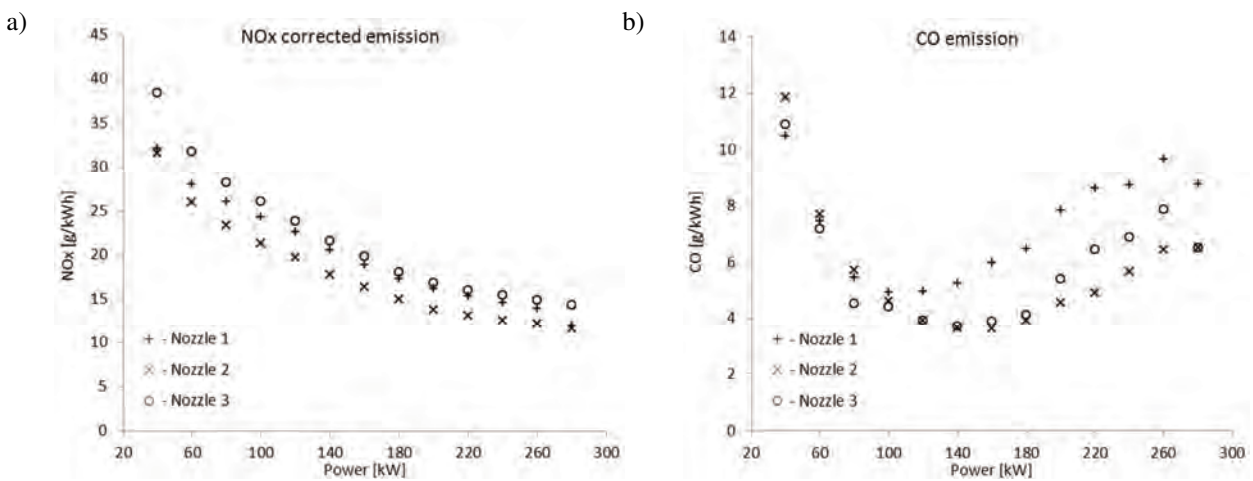 a)
NOx corrected emission
45
40
35
30
25
20
15
10
5
0
NOx [g/kWh]
+ - Nozzle 1
× - Nozzle 2
○ - Nozzle 3
20 60 100 140 180 220 260 300
Power [kW]
b)
CO emission
14
12
10
8
6
4
2
0
CO [g/kWh]
+ - Nozzle 1
× - Nozzle 2
○ - Nozzle 3
20 60 100 140 180 220 260 300
Power [kW]